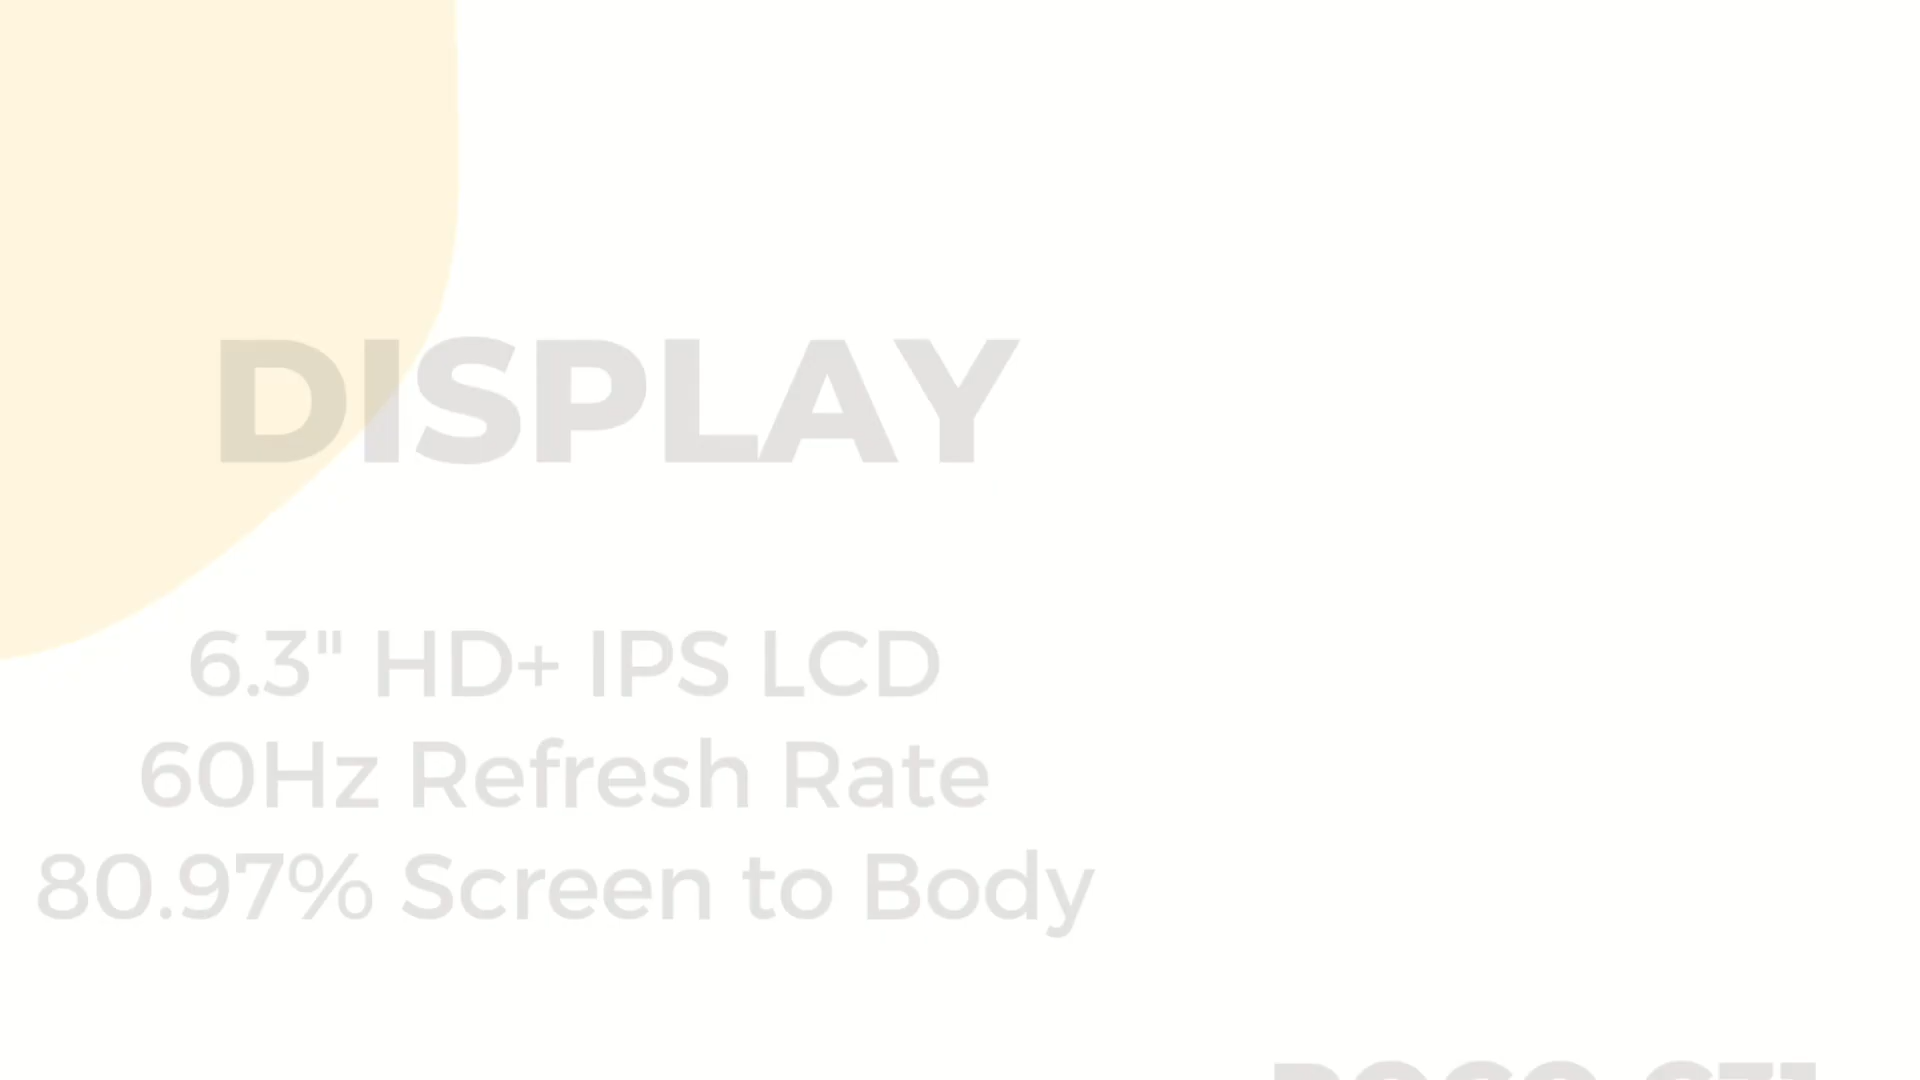 DISPLAY
6.3" HD+ IPS LCD
60Hz Refresh Rate
80.97% Screen to Body